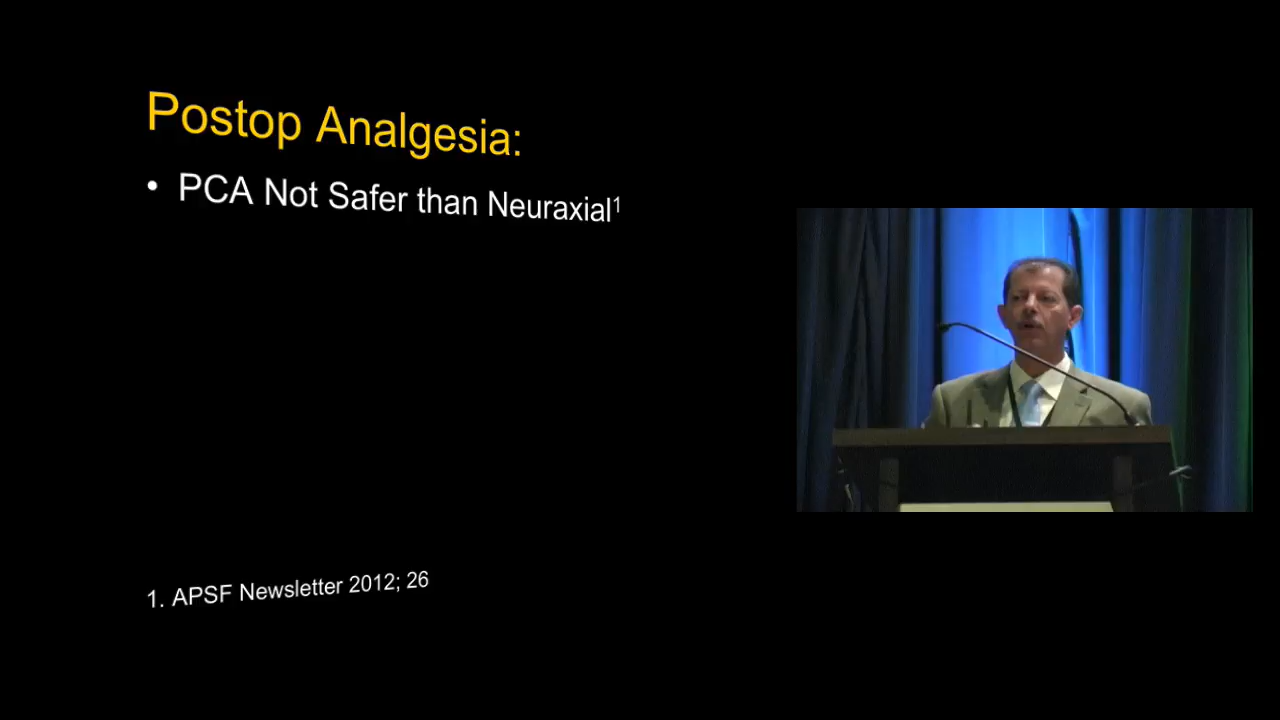 Postop Analgesia:
• PCA Not Safer than Neuraxial¹
1. APSF Newsletter 2012; 26